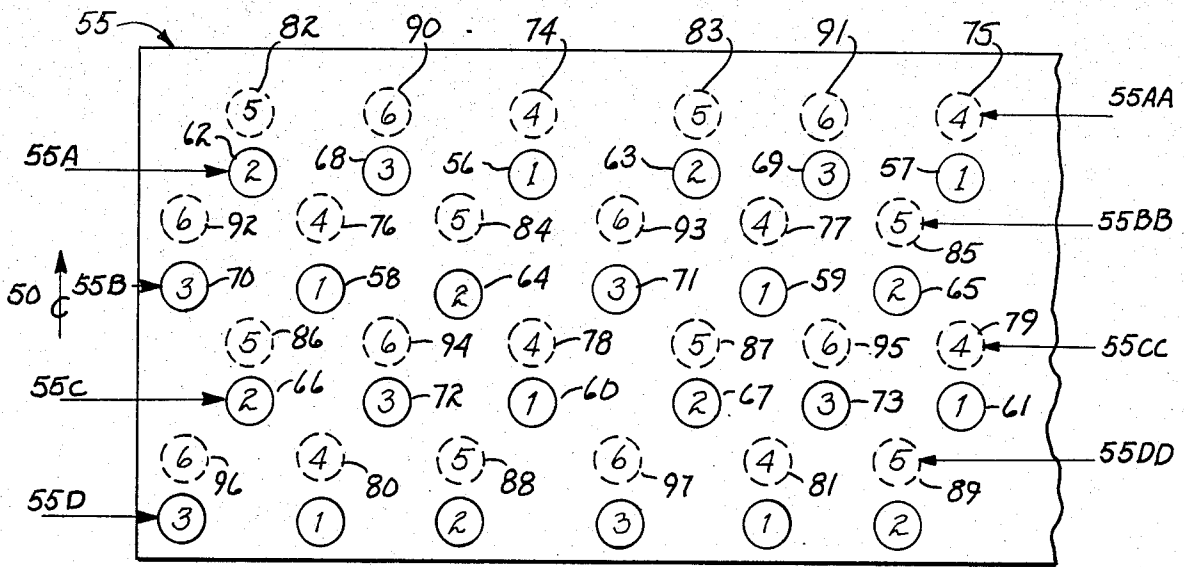 55 82 90 74 83 91 75
5 6 4 5 6 4 55AA
55A 62 2 68 3 56 1 63 2 69 3 57 1
6 92 4 76 5 84 6 93 4 77 5 85 55BB
50 C 55B 3 70 1 58 2 64 3 71 1 59 2 65
5 86 6 94 4 78 5 87 6 95 4 79 55CC
55C 2 66 3 72 1 60 2 67 3 73 1 61
6 96 4 80 5 88 6 97 4 81 5 89 55DD
55D 3 1 2 3 1 2